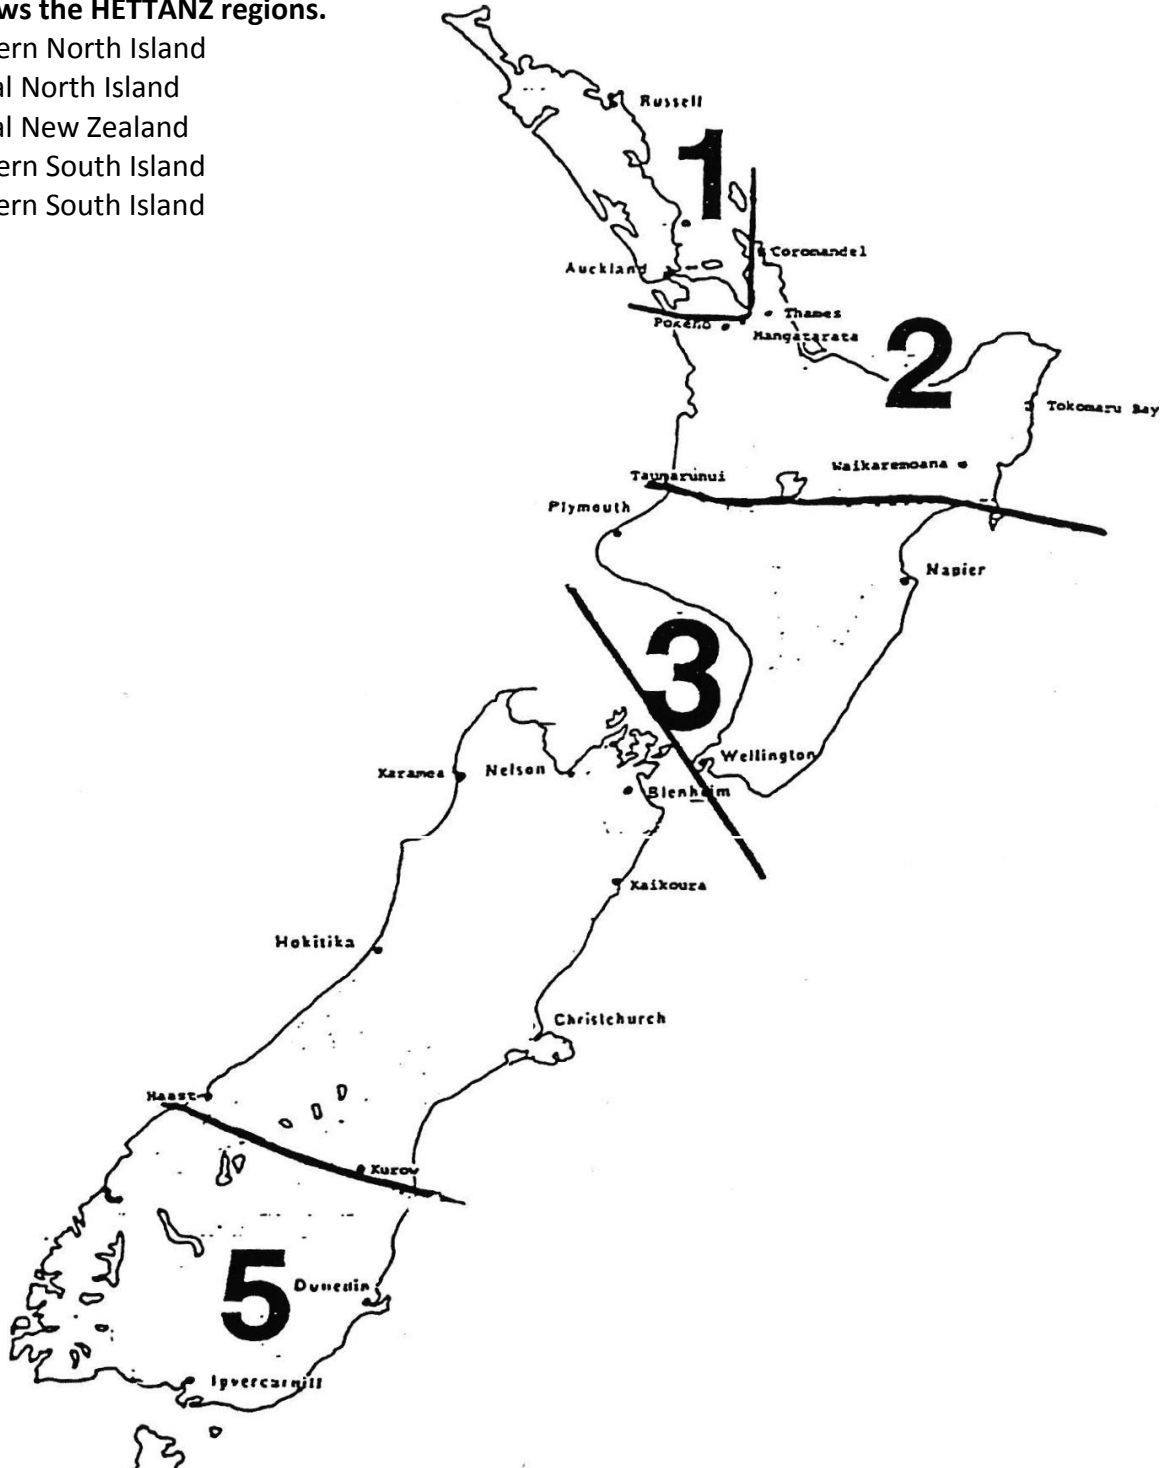 ws the HETTANZ regions.
ern North Island
al North Island
al New Zealand
ern South Island
ern South Island
Russell
1
Coromandel
Auckland
Thames
Pokeno
Mangatarata
2
Tokomaru Bay
Waikaremoana
Taumarunui
Plymouth
Napier
3
Wellington
Karamea
Nelson
Blenheim
Kaikoura
Hokitika
Christchurch
Haast
Kurow
5
Dunedin
Invercargill